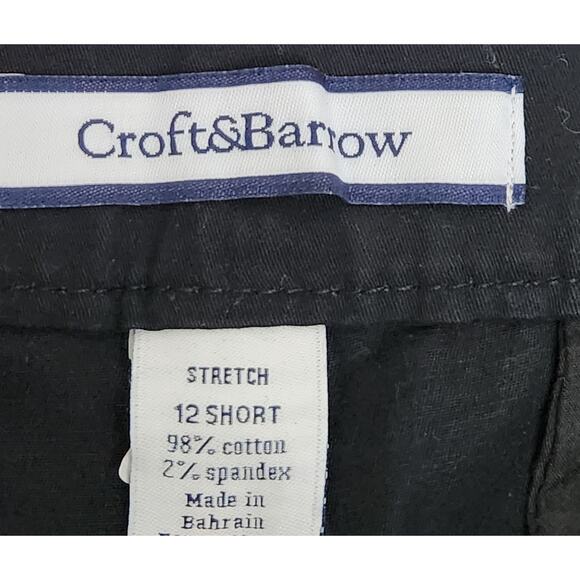 Croft&Barrow
STRETCH
12 SHORT
98% cotton
2% spandex
Made in
Bahrain